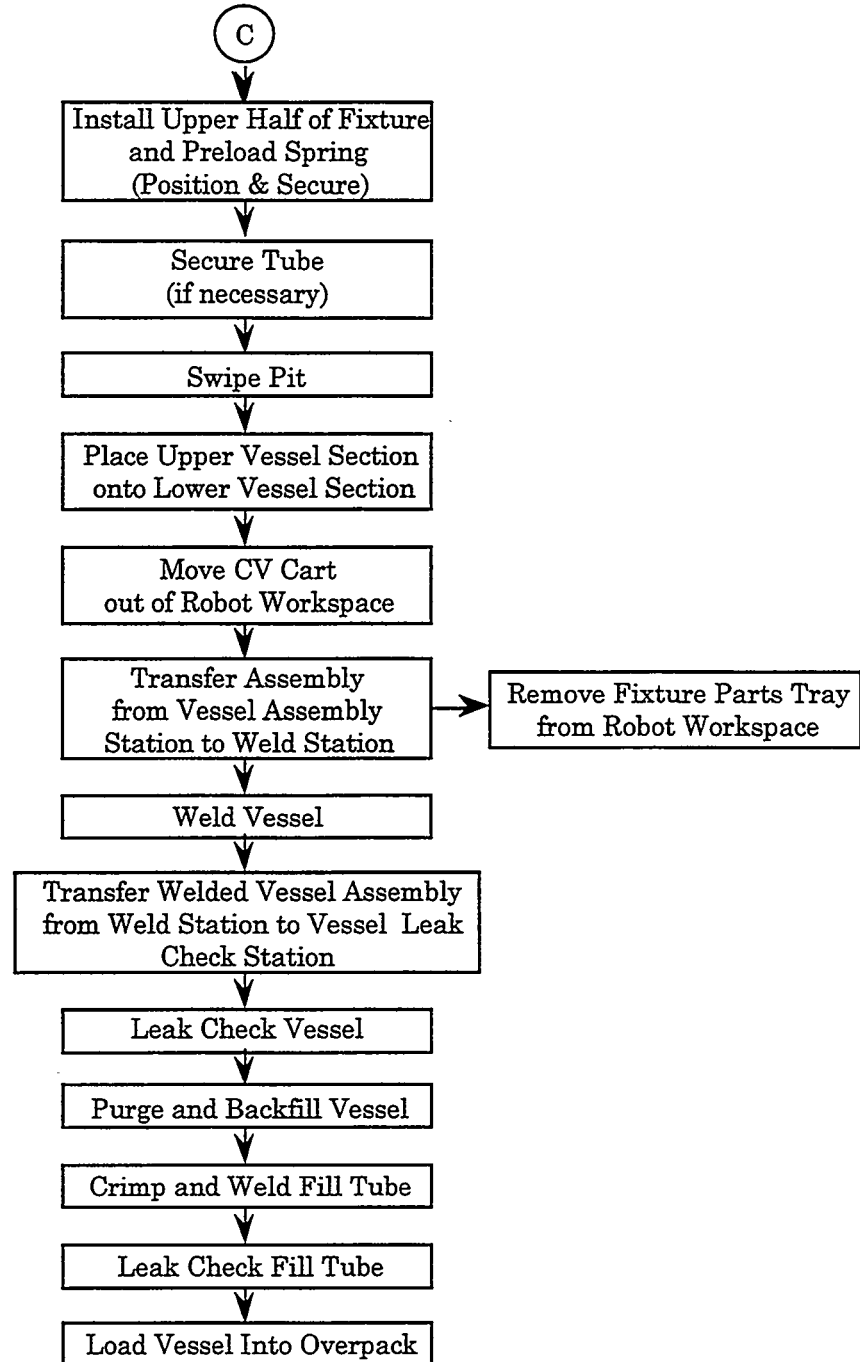 C
Install Upper Half of Fixture
and Preload Spring
(Position & Secure)
Secure Tube
(if necessary)
Swipe Pit
Place Upper Vessel Section
onto Lower Vessel Section
Move CV Cart
out of Robot Workspace
Transfer Assembly
from Vessel Assembly
Station to Weld Station
Remove Fixture Parts Tray
from Robot Workspace
Weld Vessel
Transfer Welded Vessel Assembly
from Weld Station to Vessel Leak
Check Station
Leak Check Vessel
Purge and Backfill Vessel
Crimp and Weld Fill Tube
Leak Check Fill Tube
Load Vessel Into Overpack